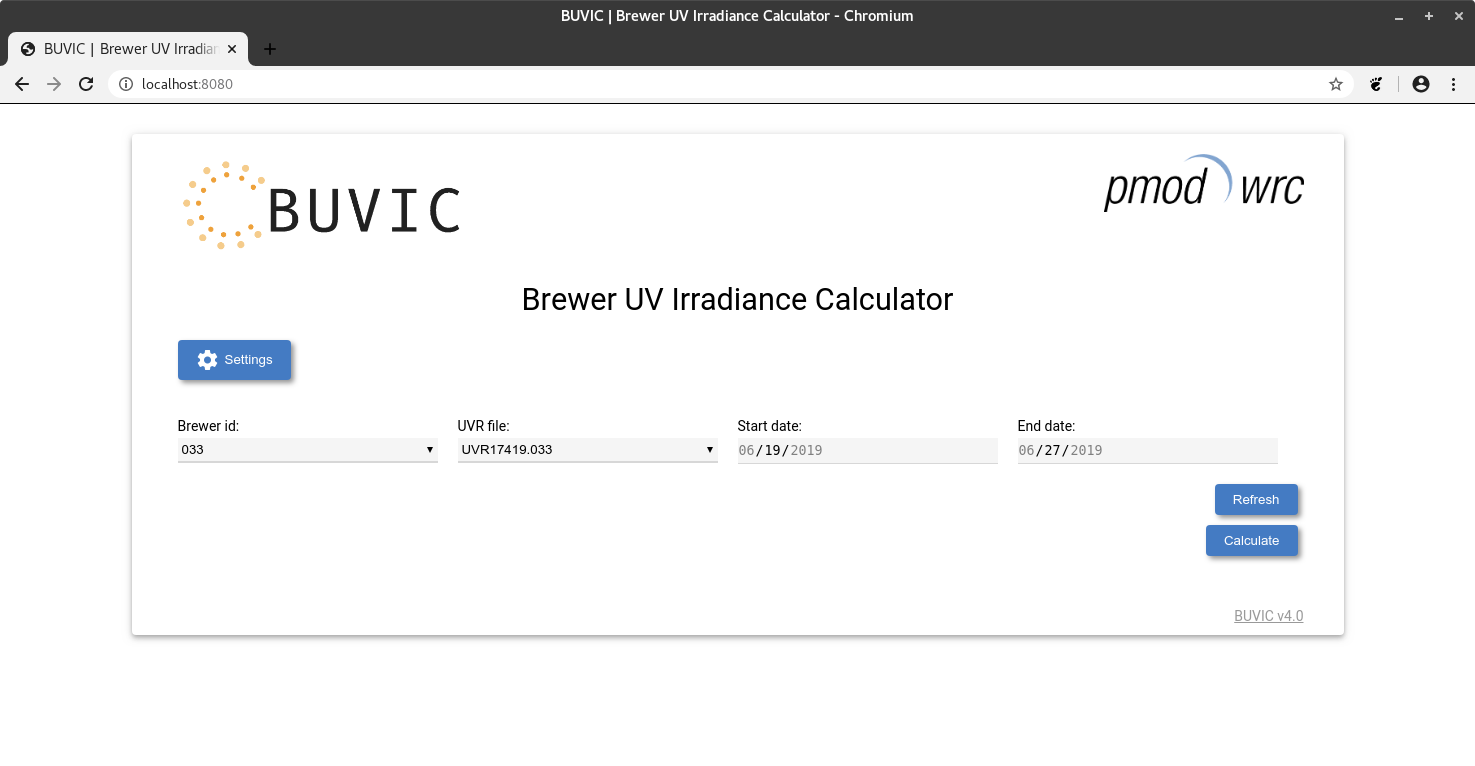 BUVIC | Brewer UV Irradiance Calculator - Chromium
BUVIC | Brewer UV Irradian
localhost:8080
BUVIC
pmod wrc
Brewer UV Irradiance Calculator
Settings
Brewer id: UVR file: Start date: End date:
033 UVR17419.033 06/19/2019 06/27/2019
Refresh
Calculate
BUVIC v4.0